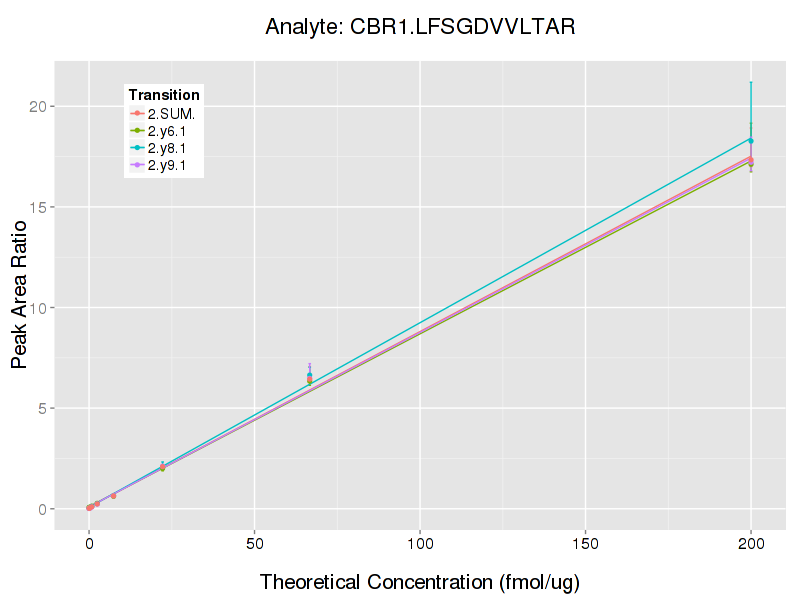 Analyte: CBR1.LFSGDVVLTAR
Transition
2.SUM.
2.y6.1
2.y8.1
2.y9.1
Peak Area Ratio
20
15
10
5
0
0 50 100 150 200
Theoretical Concentration (fmol/ug)